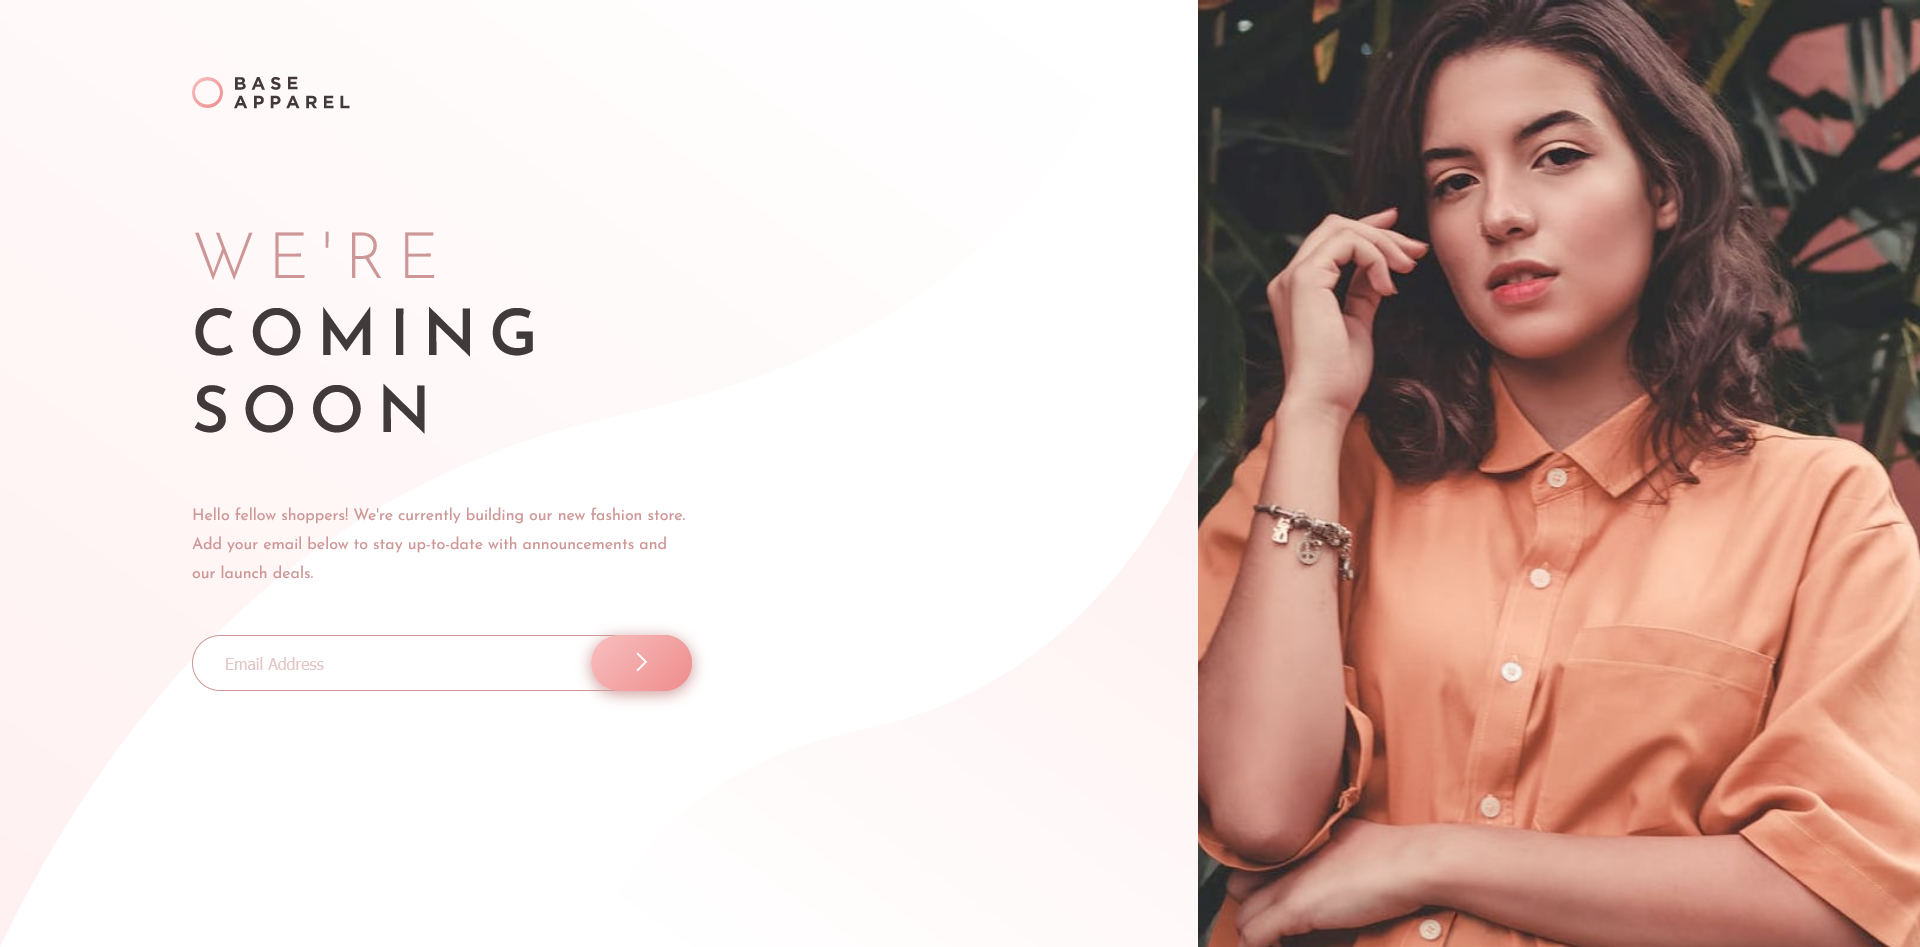 BASE
APPAREL
WE'RE
COMING
SOON
Hello fellow shoppers! We're currently building our new fashion store.
Add your email below to stay up-to-date with announcements and
our launch deals.
Email Address